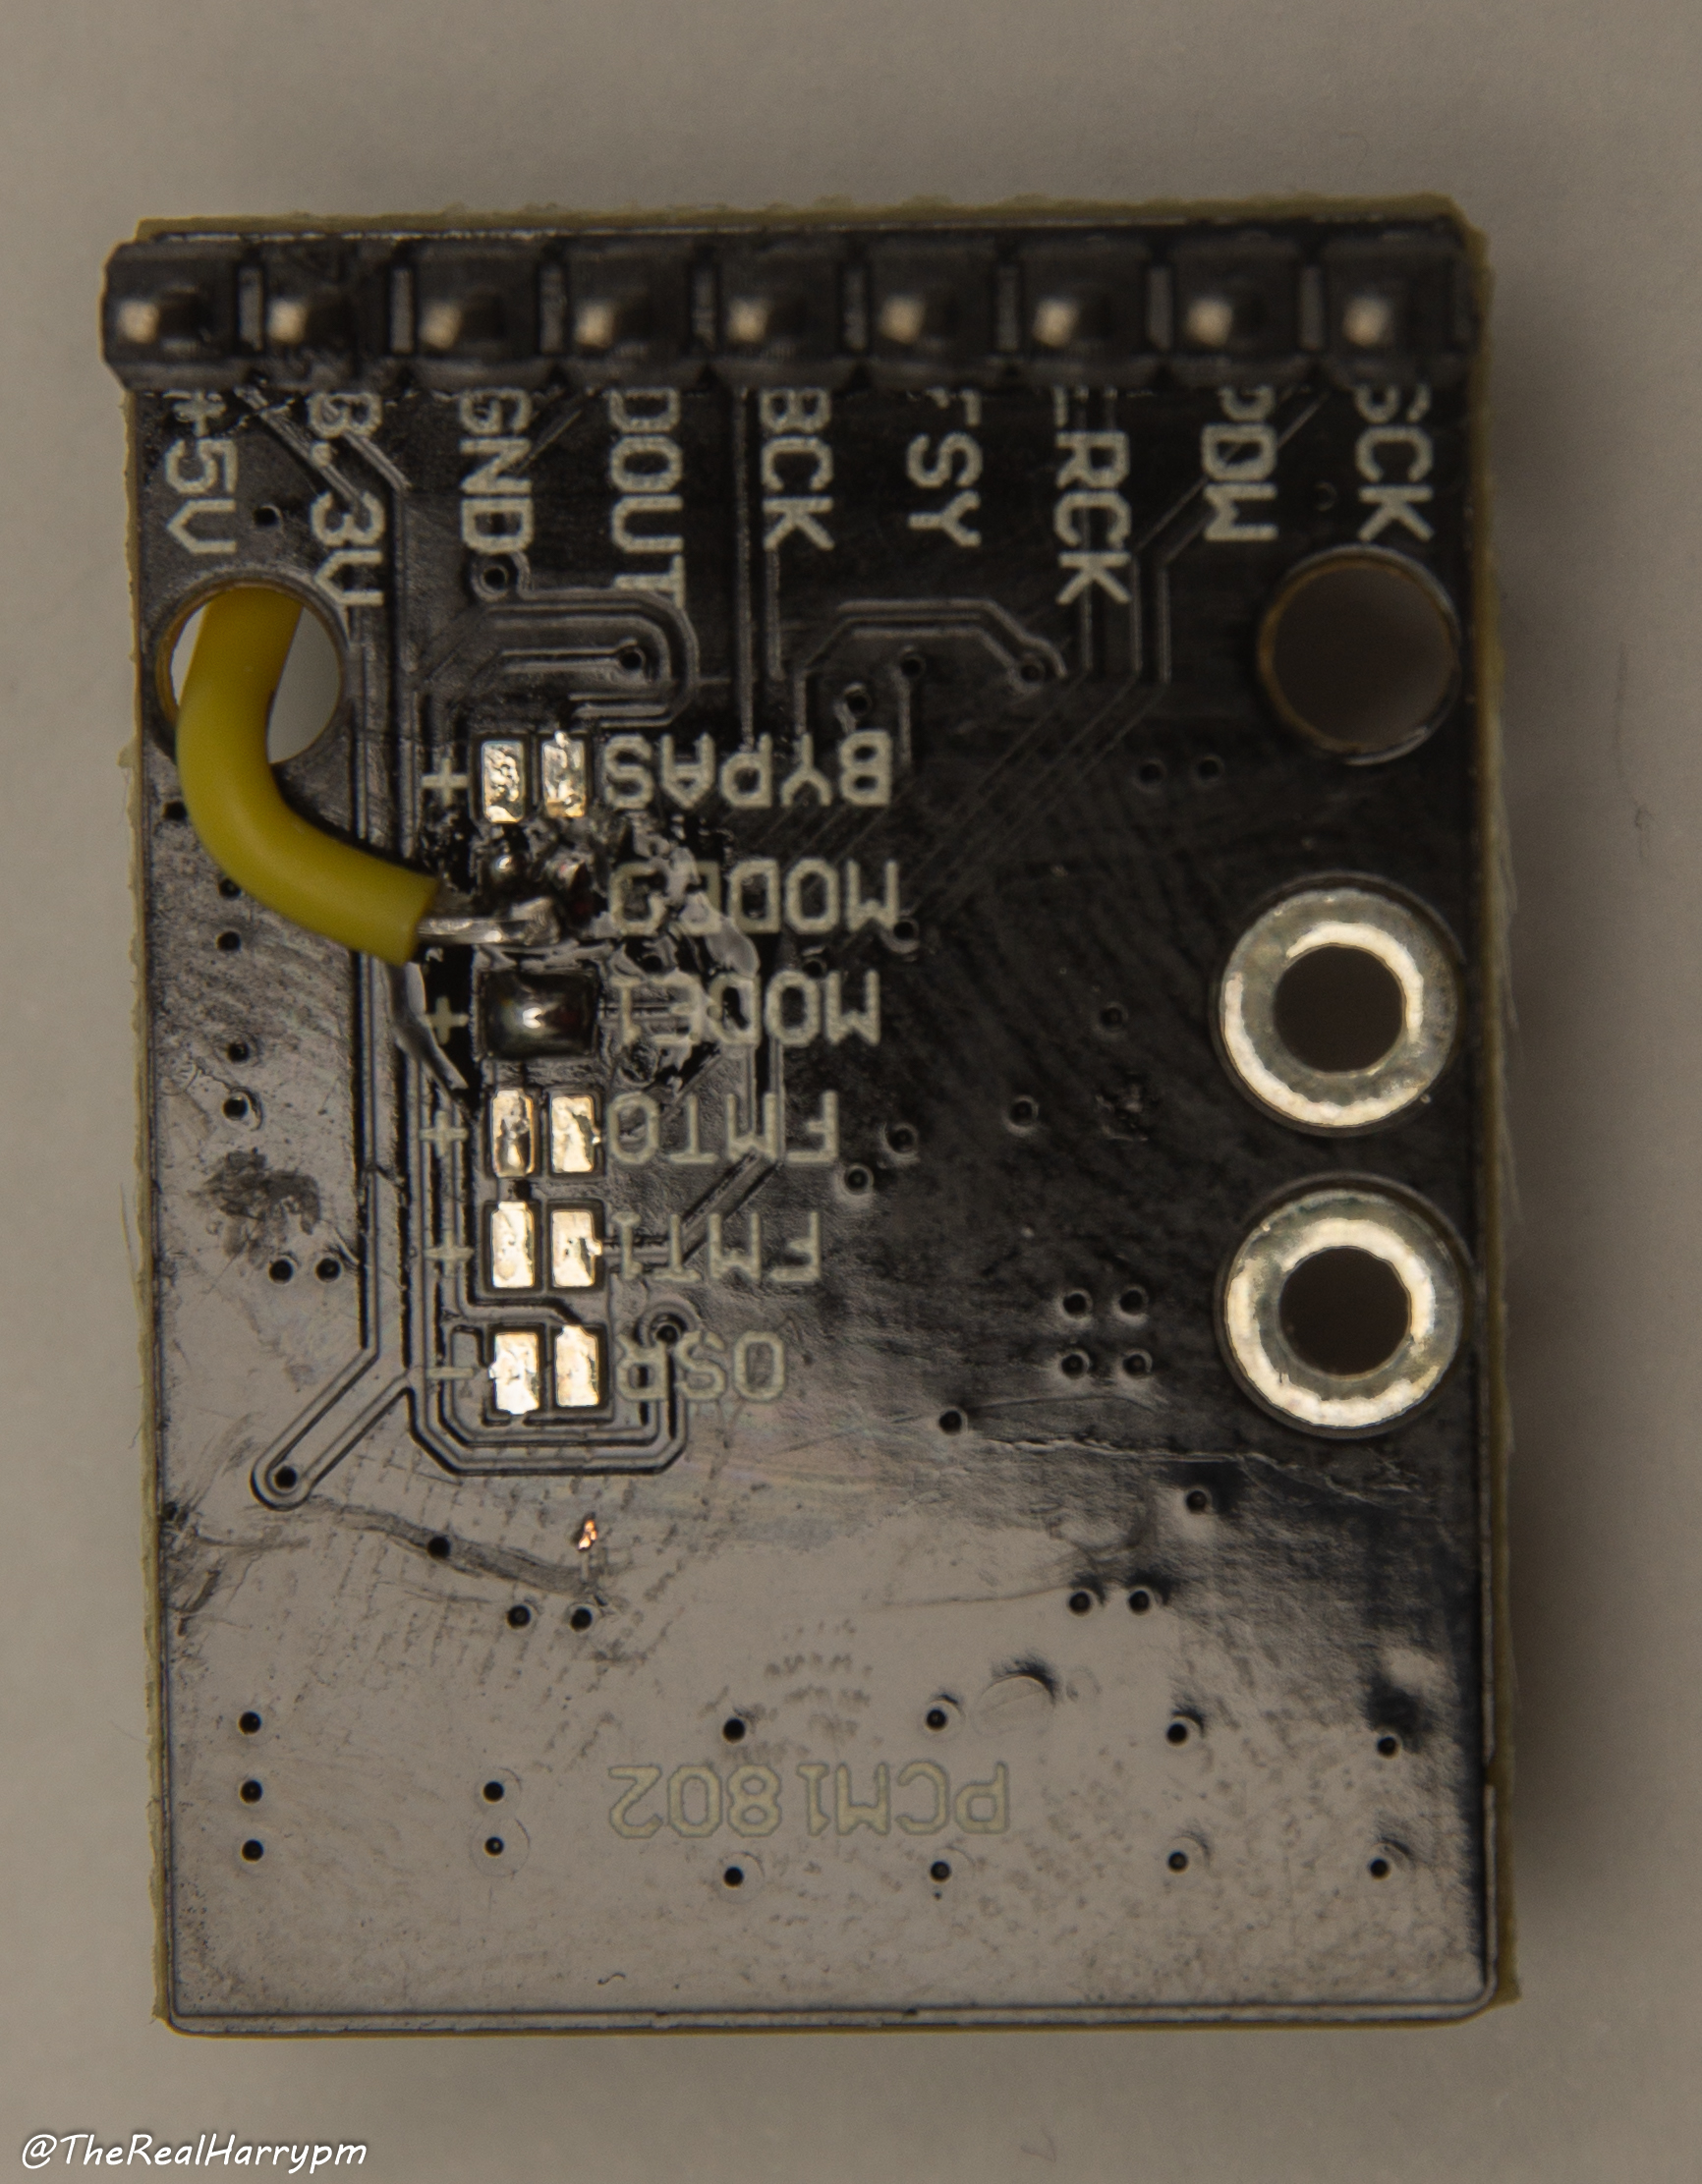 +5V
3.3V
GND
DOUT
BCK
FSY
LRCK
PDW
SCK
+ BYPAS
MODE0
+ MODE1
+ FMT0
+ FMT1
- OSR
PCM1802
@TheRealHarrypm